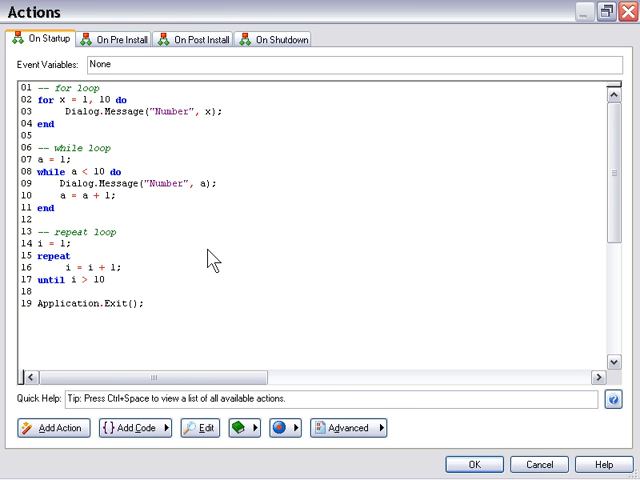 Actions
On Startup
On Pre Install
On Post Install
On Shutdown
Event Variables: None
01 -- for loop
02 for x = 1, 10 do
03 Dialog.Message("Number", x);
04 end
05
06 -- while loop
07 a = 1;
08 while a < 10 do
09 Dialog.Message("Number", a);
10 a = a + 1;
11 end
12
13 -- repeat loop
14 i = 1;
15 repeat
16 i = i + 1;
17 until i > 10
18
19 Application.Exit();
Quick Help: Tip: Press Ctrl+Space to view a list of all available actions.
Add Action
Add Code
Edit
Advanced
OK
Cancel
Help